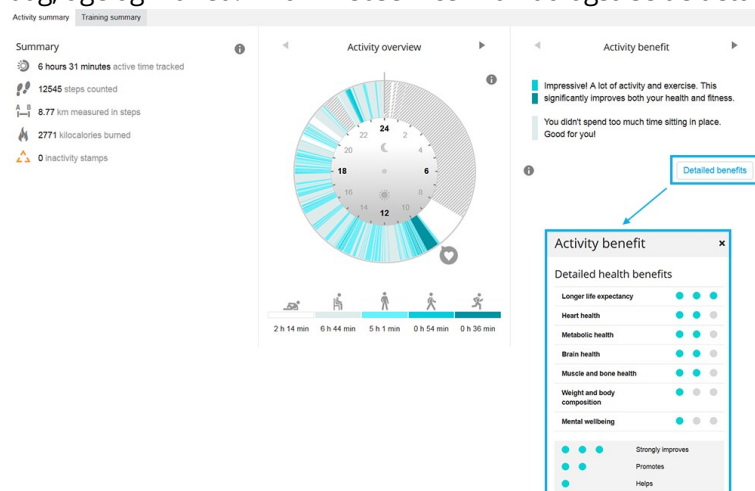 Activity summary
Training summary
Summary
6 hours 31 minutes active time tracked
12545 steps counted
A B
8.77 km measured in steps
2771 kilocalories burned
0 inactivity stamps
Activity overview
24
22
2
4
18
6
16
8
14
10
12
2 h 14 min
6 h 44 min
5 h 1 min
0 h 54 min
0 h 36 min
Activity benefit
Impressive! A lot of activity and exercise. This
significantly improves both your health and fitness.
You didn't spend too much time sitting in place.
Good for you!
Detailed benefits
Activity benefit ×
Detailed health benefits
Longer life expectancy
Heart health
Metabolic health
Brain health
Muscle and bone health
Weight and body
composition
Mental wellbeing
Strongly improves
Promotes
Helps